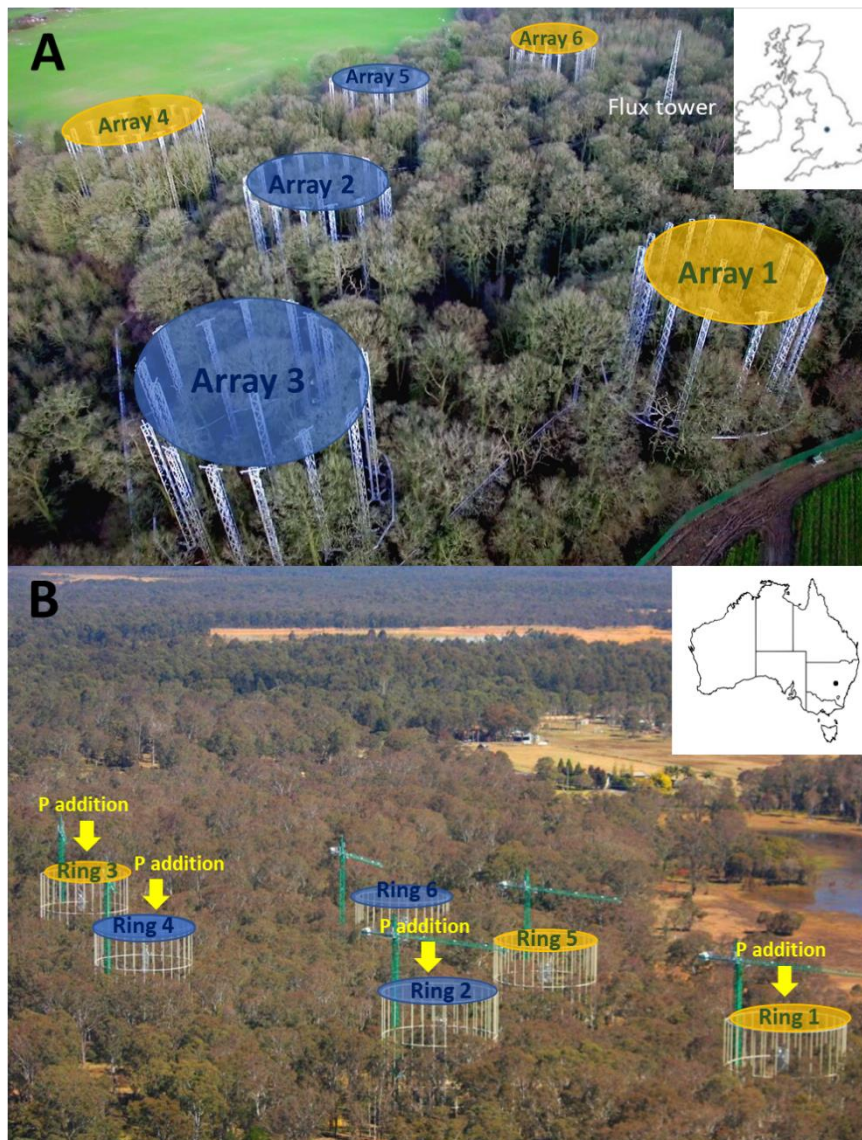 A
Array 6
Array 5
Flux tower
Array 4
Array 2
Array 1
Array 3
B
P addition
P addition
Ring 3
Ring 6
Ring 4
P addition
P addition
Ring 5
Ring 2
Ring 1